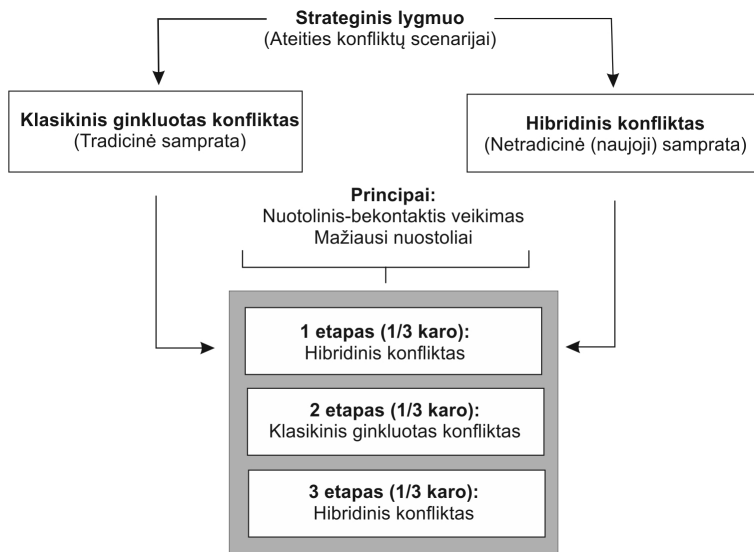 Strateginis lygmuo
(Ateities konfliktų scenarijai)
Klasikinis ginkluotas konfliktas
(Tradicinė samprata)
Hibridinis konfliktas
(Netradicinė (naujoji) samprata)
Principai:
Nuotolinis-bekontaktis veikimas
Mažiausi nuostoliai
1 etapas (1/3 karo):
Hibridinis konfliktas
2 etapas (1/3 karo):
Klasikinis ginkluotas konfliktas
3 etapas (1/3 karo):
Hibridinis konfliktas